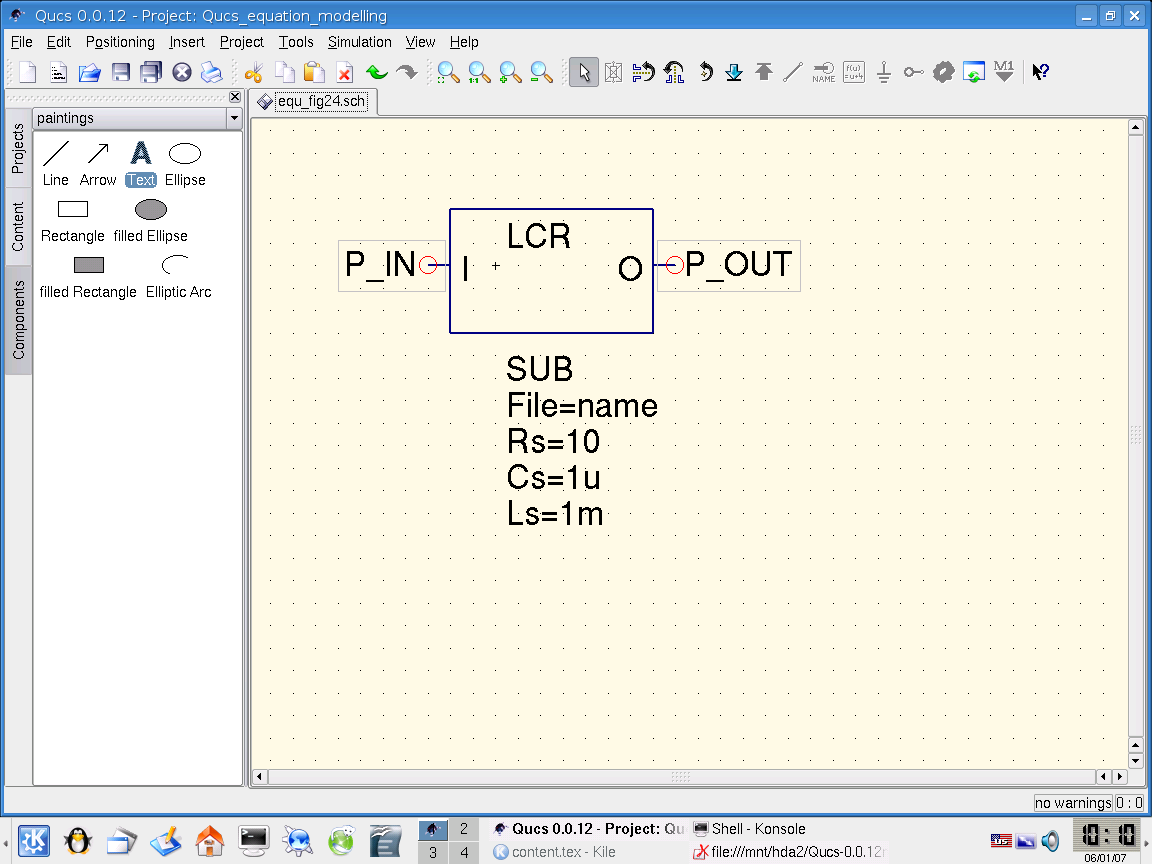 Qucs 0.0.12 - Project: Qucs_equation_modelling
File Edit Positioning Insert Project Tools Simulation View Help
NAME
f(u)
=u+4
M1
equ_fig24.sch
Projects
Content
Components
paintings
Line Arrow Text Ellipse
Rectangle filled Ellipse
filled Rectangle Elliptic Arc
LCR
P_IN I O P_OUT
SUB
File=name
Rs=10
Cs=1u
Ls=1m
no warnings 0 : 0
2
3 4
Qucs 0.0.12 - Project: Qu
Shell - Konsole
content.tex - Kile
file:///mnt/hda2/Qucs-0.0.12r
US
10:10
06/01/07